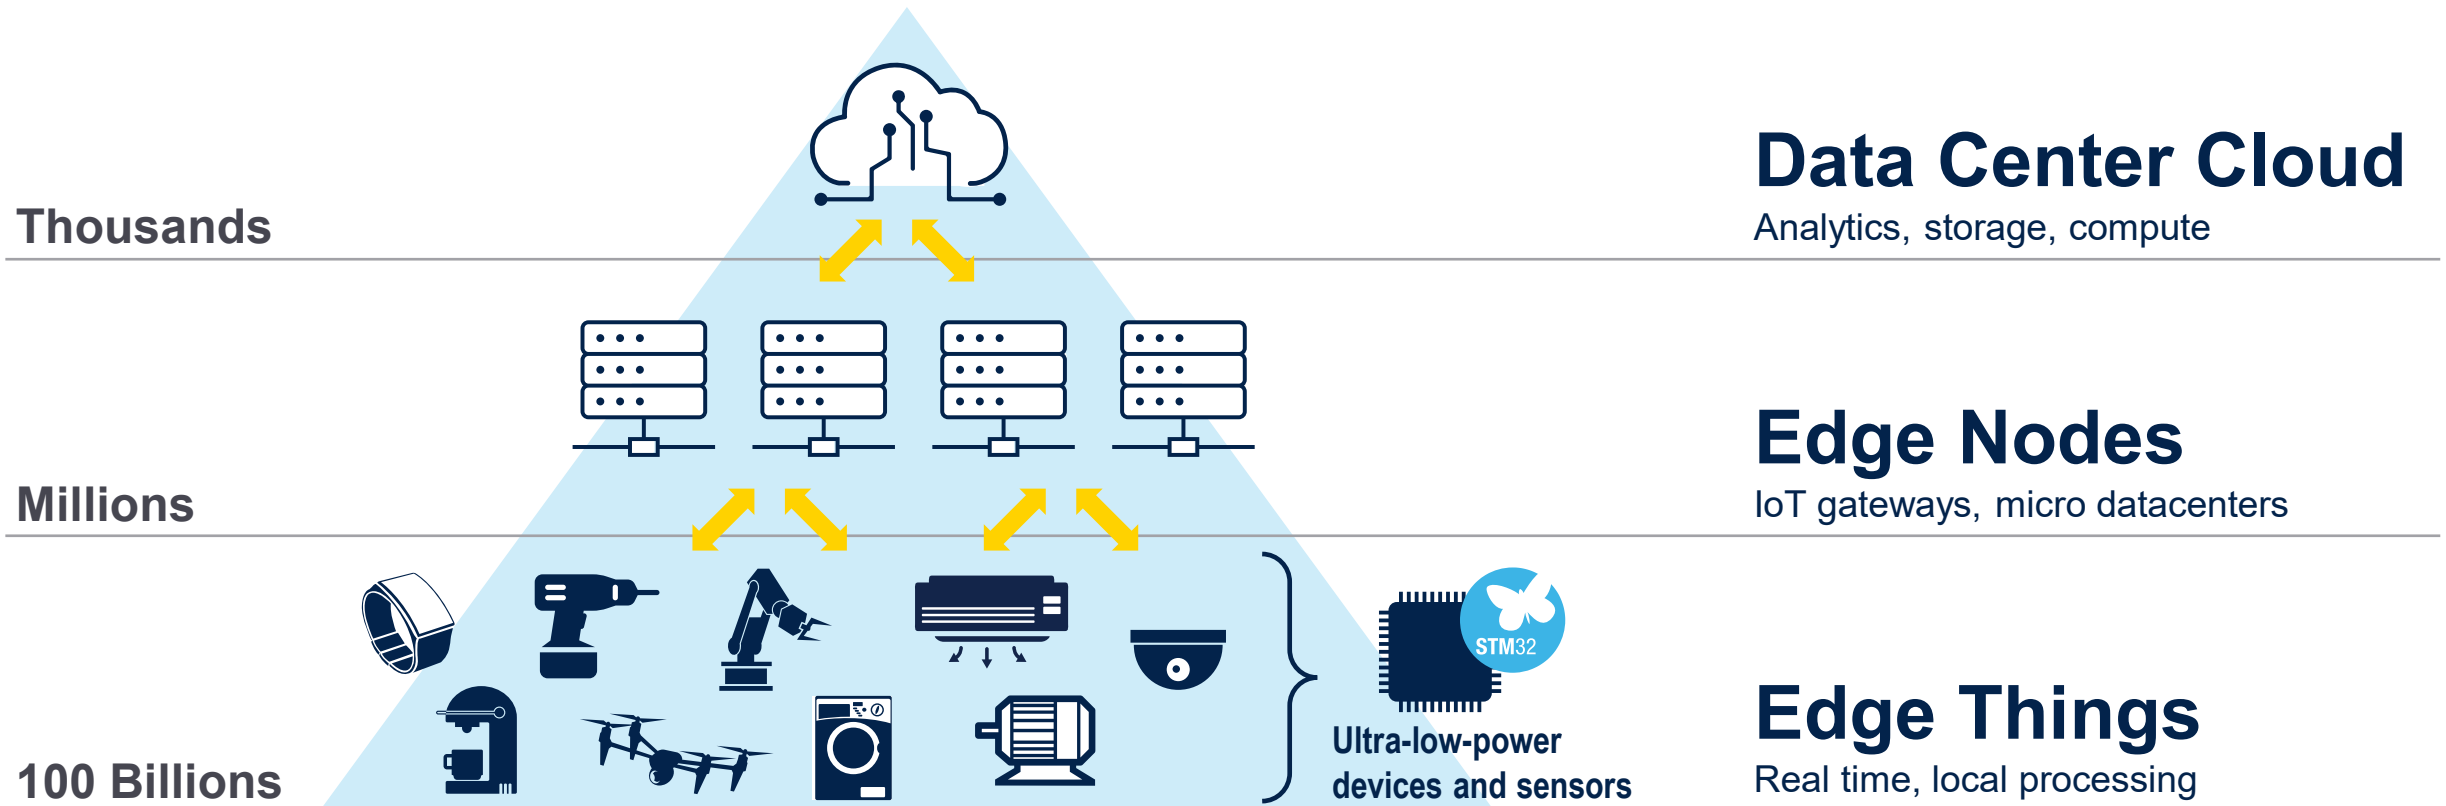 Data Center Cloud
Thousands
Analytics, storage, compute
Edge Nodes
Millions
IoT gateways, micro datacenters
STM32
Edge Things
Ultra-low-power
devices and sensors
100 Billions
Real time, local processing